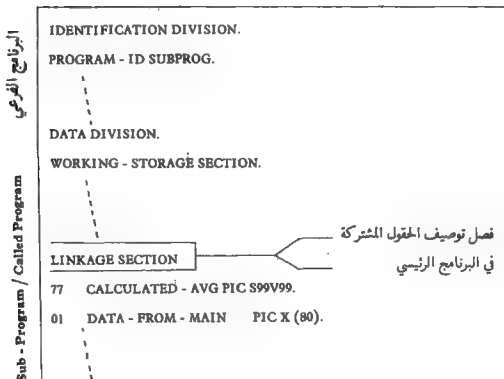 البرنامج الفرعي
Sub - Program / Called Program
IDENTIFICATION DIVISION.
PROGRAM - ID SUBPROG.
DATA DIVISION.
WORKING - STORAGE SECTION.
LINKAGE SECTION
فصل توصيف الحقول المشتركة
في البرنامج الرئيسي
77 CALCULATED - AVG PIC S99V99.
01 DATA - FROM - MAIN PIC X (80).